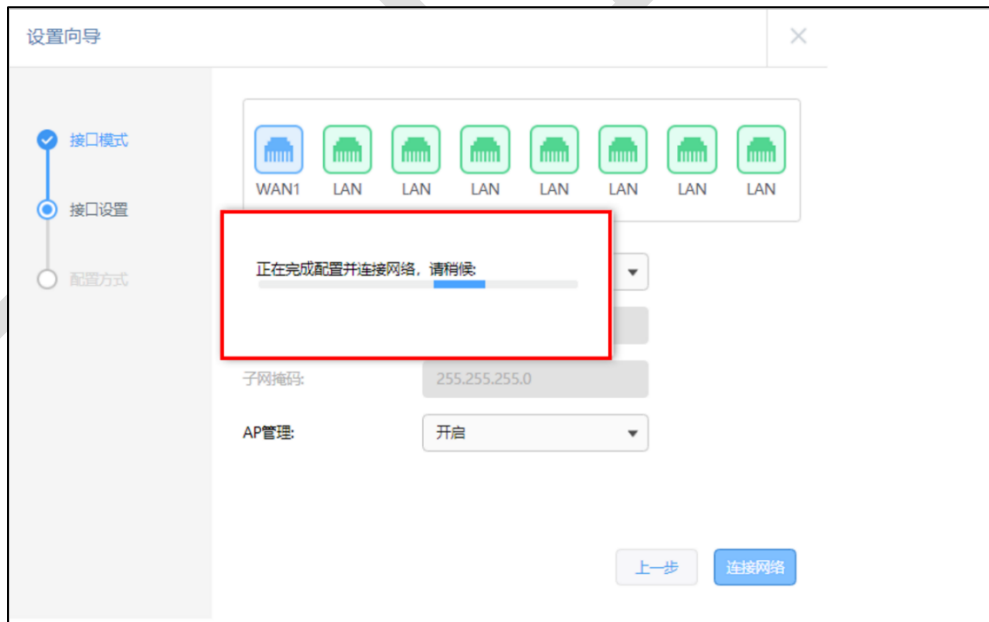 设置向导
接口模式
WAN1 LAN LAN LAN LAN LAN LAN LAN
接口设置
正在完成配置并连接网络，请稍候:
配置方式
子网掩码: 255.255.255.0
AP管理: 开启
上一步 连接网络